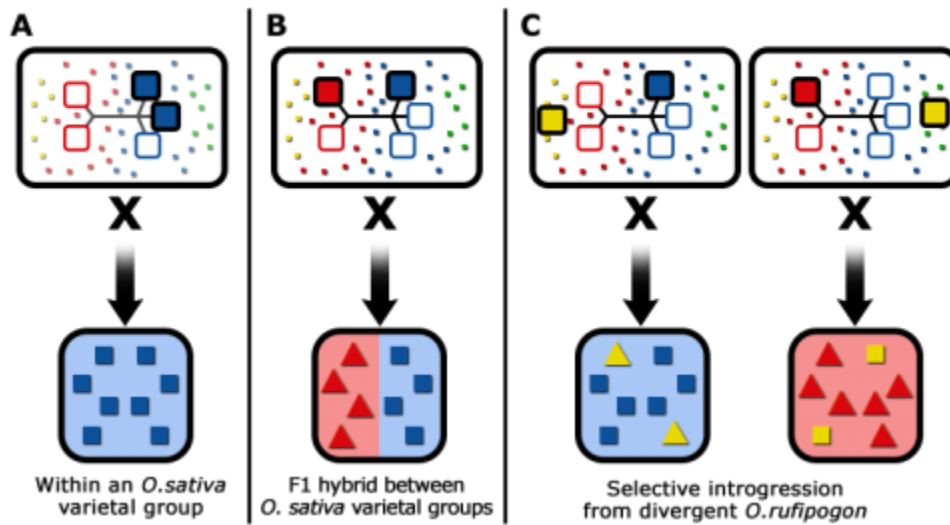 A
B
C
X
X
X
X
Within an O.sativa
varietal group
F1 hybrid between
O. sativa varietal groups
Selective introgression
from divergent O.rufipogon